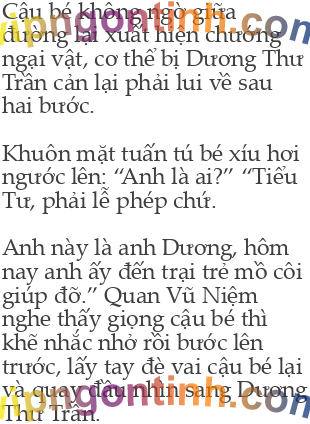 Cậu bé không ngờ giữa
đường lại xuất hiện chướng
ngại vật, cơ thể bị Dương Thư
Trần cản lại phải lui về sau
hai bước.
Khuôn mặt tuấn tú bé xíu hơi
ngước lên: “Anh là ai?” “Tiểu
Tư, phải lễ phép chứ.
Anh này là anh Dương, hôm
nay anh ấy đến trại trẻ mồ côi
giúp đỡ.” Quan Vũ Niệm
nghe thấy giọng cậu bé thì
khẽ nhắc nhở rồi bước lên
trước, lấy tay đè vai cậu bé lại
và quay đầu nhìn sang Dương
Thư Trần.
vipngontinh.com
vipngontinh.com